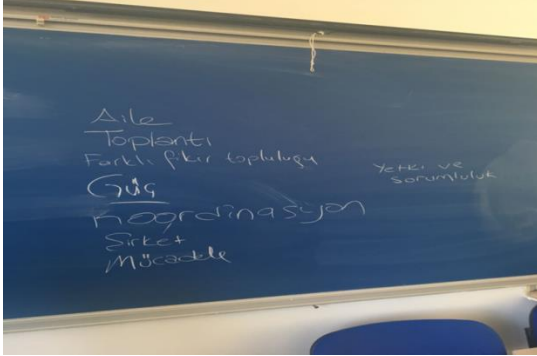 Aile
Toplantı
Farklı fikir topluluğu
Güç
Koordinasyon
Şirket
Mücadele
Yetki ve
sorumluluk